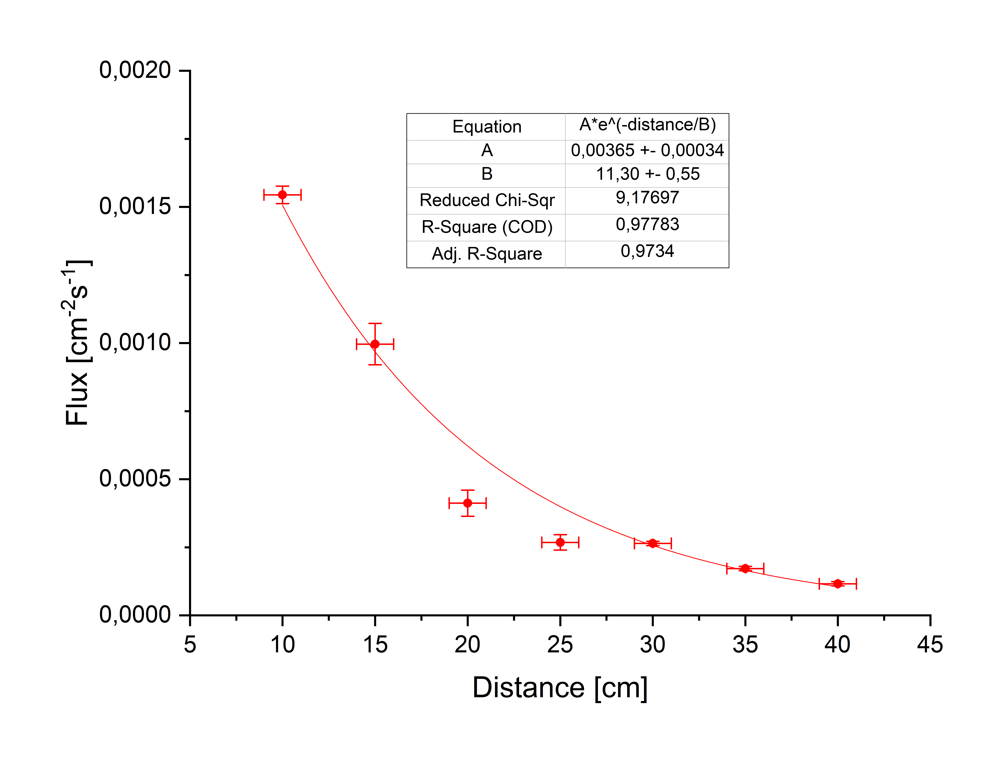 0,0020
0,0015
0,0010
0,0005
0,0000
Flux [cm-2s-1]
Equation A*e^(-distance/B)
A 0,00365 +- 0,00034
B 11,30 +- 0,55
Reduced Chi-Sqr 9,17697
R-Square (COD) 0,97783
Adj. R-Square 0,9734
5 10 15 20 25 30 35 40 45
Distance [cm]